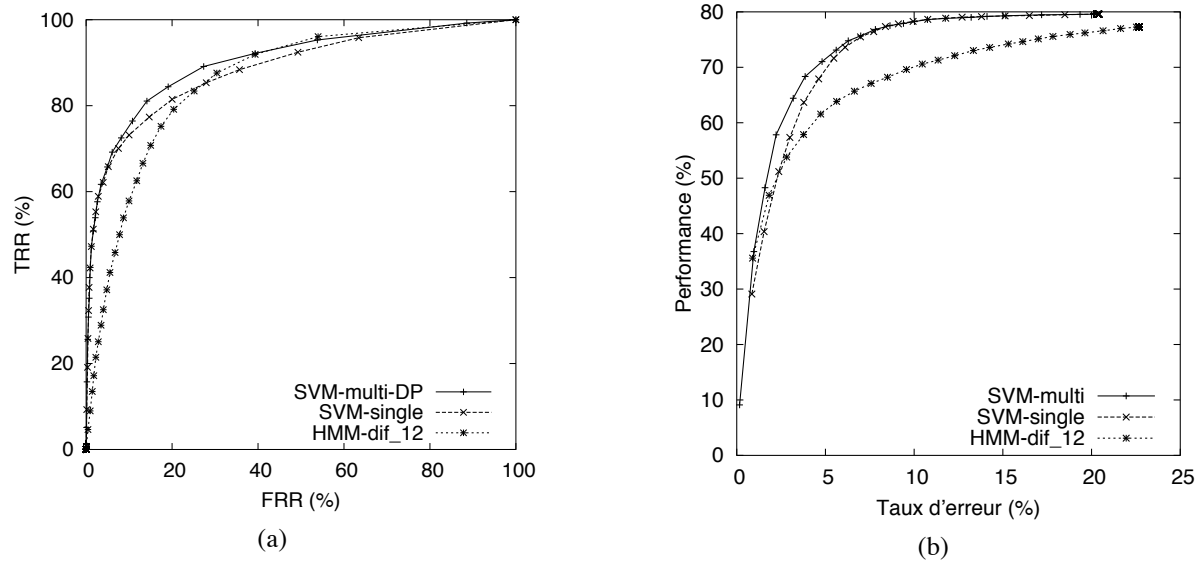 100
80
60
40
20
0
TRR (%)
SVM-multi-DP
SVM-single
HMM-dif_12
0 20 40 60 80 100
FRR (%)
(a)
80
70
60
50
40
30
20
10
0
Performance (%)
SVM-multi
SVM-single
HMM-dif_12
0 5 10 15 20 25
Taux d'erreur (%)
(b)